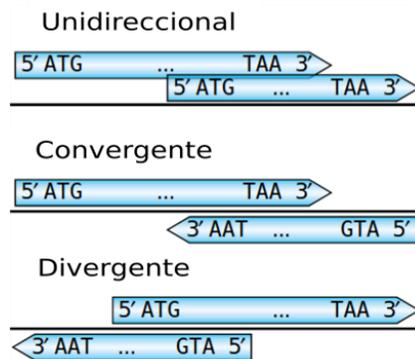 Unidireccional
5′ ATG ... TAA 3′
5′ ATG ... TAA 3′
Convergente
5′ ATG ... TAA 3′
3′ AAT ... GTA 5′
Divergente
5′ ATG ... TAA 3′
3′ AAT ... GTA 5′